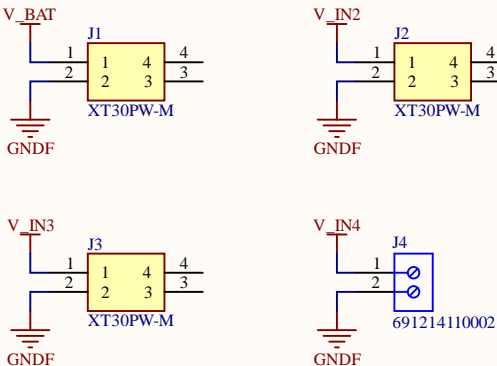 V_BAT
J1
1 1 4 4
2 2 3 3
XT30PW-M
GNDF
V_IN2
J2
1 1 4 4
2 2 3 3
XT30PW-M
GNDF
V_IN3
J3
1 1 4 4
2 2 3 3
XT30PW-M
GNDF
V_IN4
J4
1
2
691214110002
GNDF